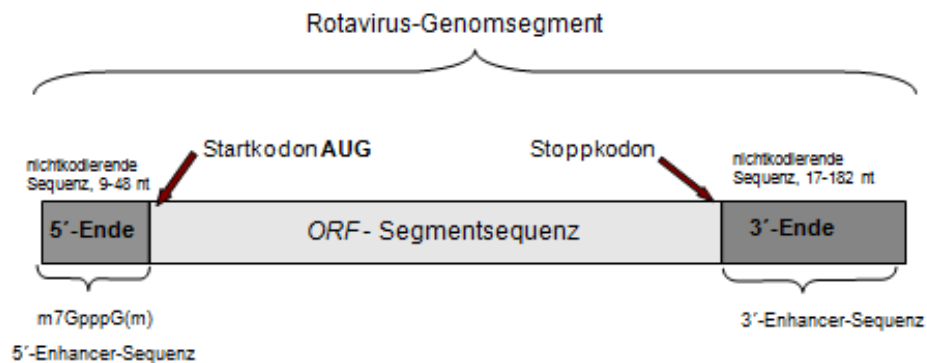 Rotavirus-Genomsegment
nichtkodierende
Sequenz, 9-48 nt
Startkodon AUG
Stoppkodon
nichtkodierende
Sequenz, 17-182 nt
5´-Ende
ORF - Segmentsequenz
3´-Ende
m7GpppG(m)
5´-Enhancer-Sequenz
3´-Enhancer-Sequenz